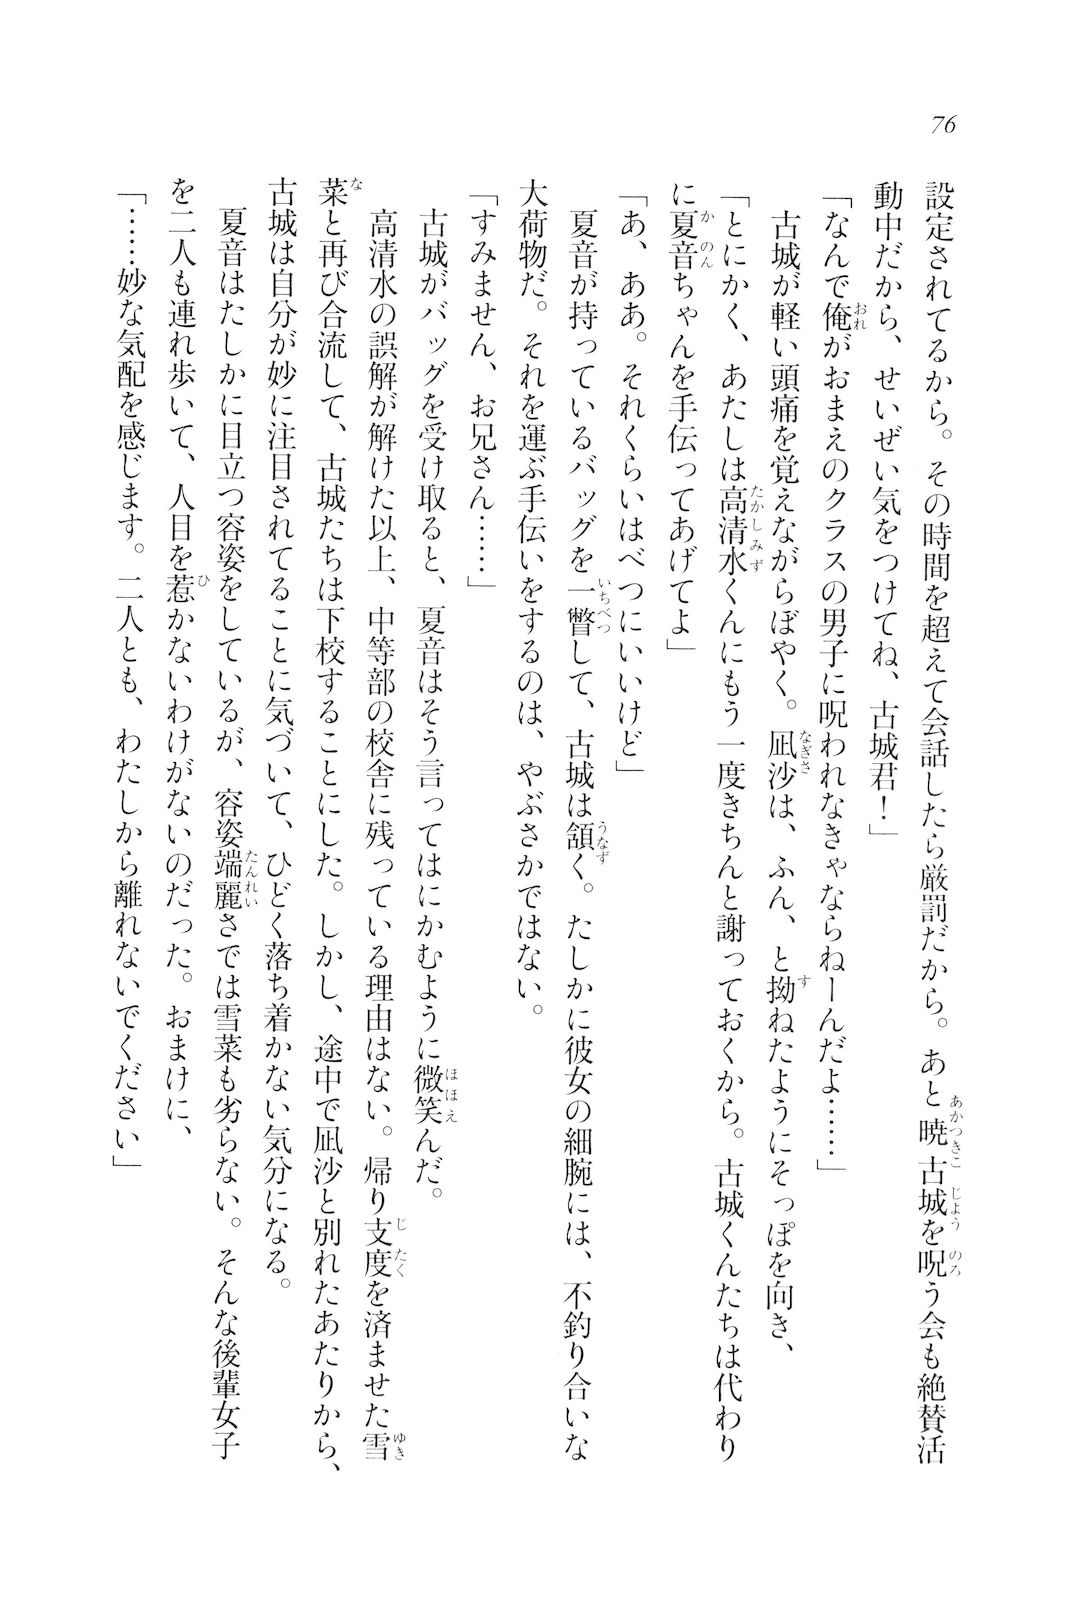 76
設定されてるから。その時間を超えて会話したら厳罰だから。あと暁古城を呪う会も絶賛活
動中だから、せいぜい気をつけてね、古城君！」
「なんで俺がおまえのクラスの男子に呪われなきゃならねーんだよ……」
　古城が軽い頭痛を覚えながらぼやく。凪沙は、ふん、と拗ねたようにそっぽを向き、
「とにかく、あたしは高清水くんにもう一度きちんと謝っておくから。古城くんたちは代わり
に夏音ちゃんを手伝ってあげてよ」
「あ、ああ。それくらいはべつにいいけど」
　夏音が持っているバッグを一瞥して、古城は頷く。たしかに彼女の細腕には、不釣り合いな
大荷物だ。それを運ぶ手伝いをするのは、やぶさかではない。
「すみません、お兄さん……」
　古城がバッグを受け取ると、夏音はそう言ってはにかむように微笑んだ。
　高清水の誤解が解けた以上、中等部の校舎に残っている理由はない。帰り支度を済ませた雪
菜と再び合流して、古城たちは下校することにした。しかし、途中で凪沙と別れたあたりから、
古城は自分が妙に注目されてることに気づいて、ひどく落ち着かない気分になる。
　夏音はたしかに目立つ容姿をしているが、容姿端麗さでは雪菜も劣らない。そんな後輩女子
を二人も連れ歩いて、人目を惹かないわけがないのだった。おまけに、
「……妙な気配を感じます。二人とも、わたしから離れないでください」